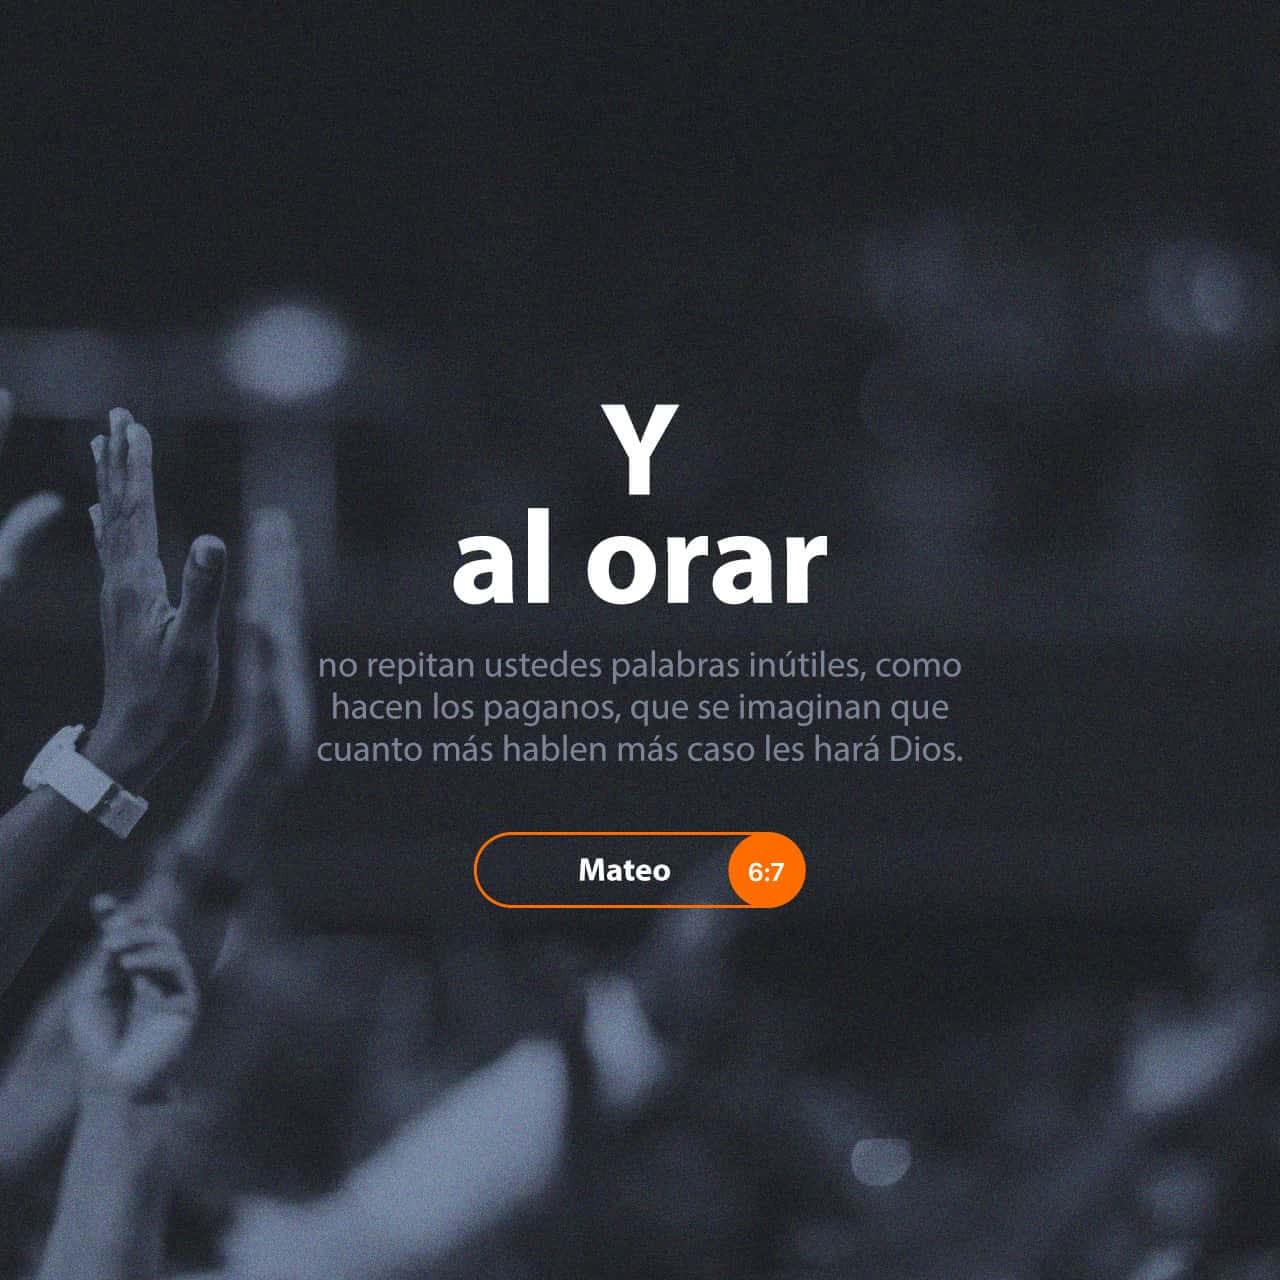 Y
al orar
no repitan ustedes palabras inútiles, como
hacen los paganos, que se imaginan que
cuanto más hablen más caso les hará Dios.
Mateo 6:7